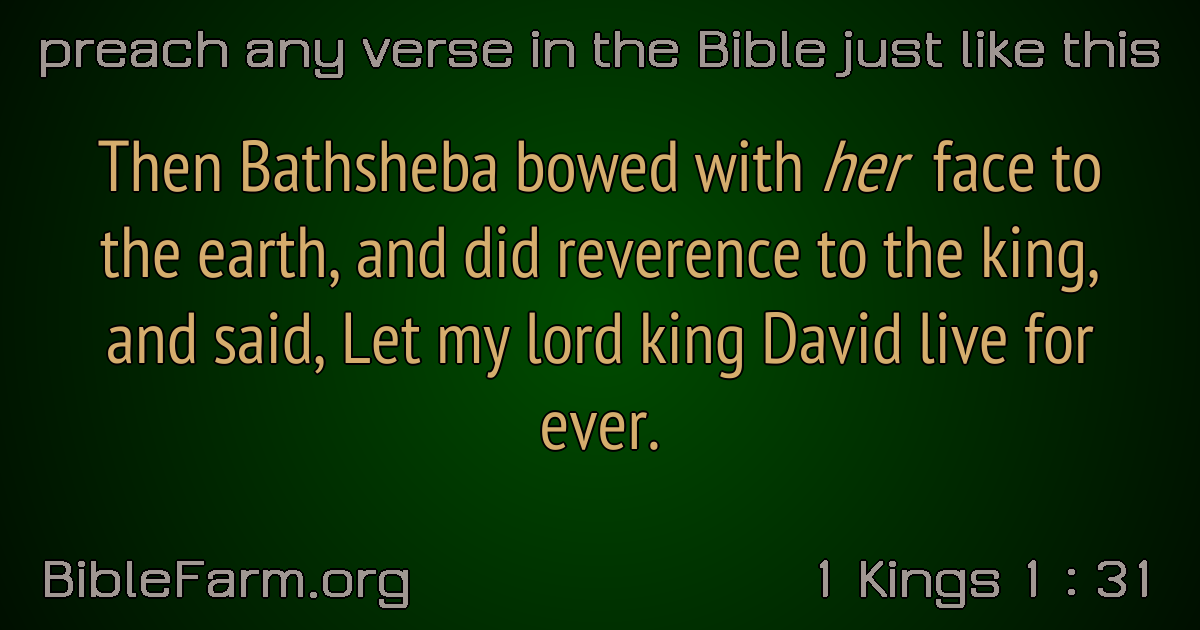 preach any verse in the Bible just like this
Then Bathsheba bowed with her face to
the earth, and did reverence to the king,
and said, Let my lord king David live for
ever.
BibleFarm.org
1 Kings 1 : 31